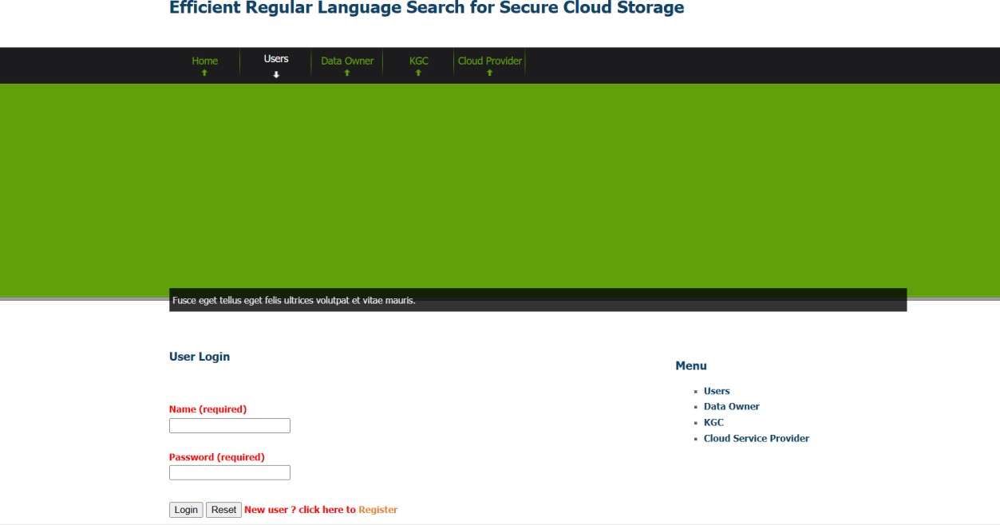 Efficient Regular Language Search for Secure Cloud Storage
Home Users Data Owner KGC Cloud Provider
Fusce eget tellus eget felis ultrices volutpat et vitae mauris.
User Login
Name (required)
Password (required)
Login Reset New user ? click here to Register
Menu
Users
Data Owner
KGC
Cloud Service Provider